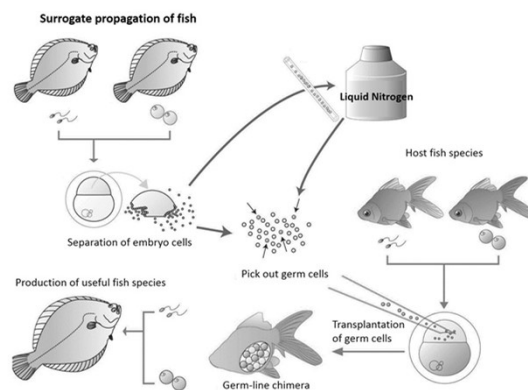 Surrogate propagation of fish
Liquid Nitrogen
Host fish species
Separation of embryo cells
Pick out germ cells
Production of useful fish species
Transplantation
of germ cells
Germ-line chimera